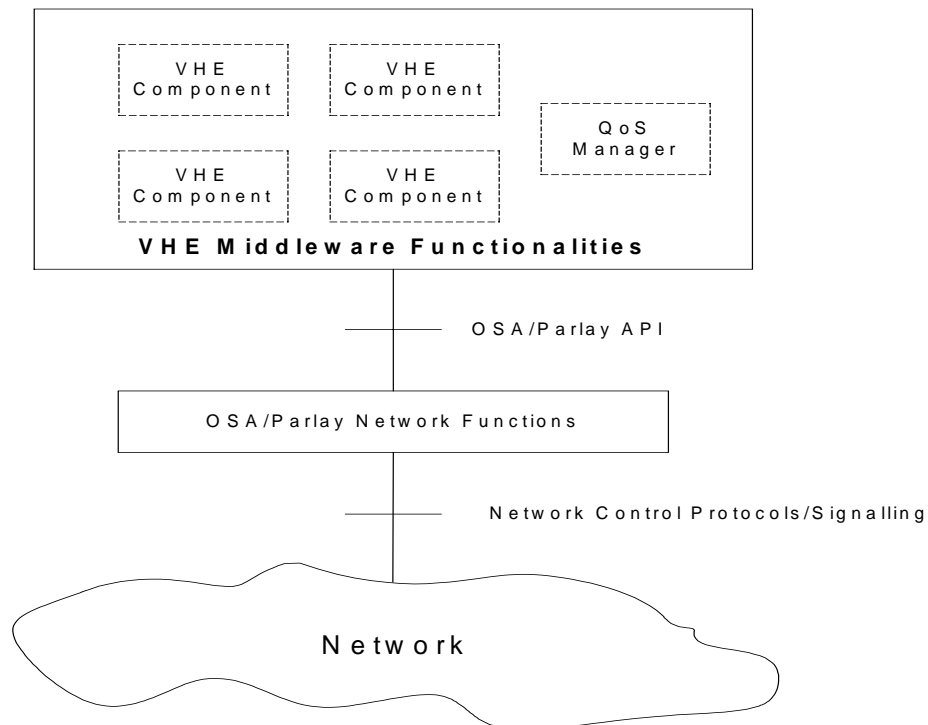 VHE
Component
VHE
Component
QoS
Manager
VHE
Component
VHE
Component
VHE Middleware Functionalities
OSA/Parlay API
OSA/Parlay Network Functions
Network Control Protocols/Signalling
Network